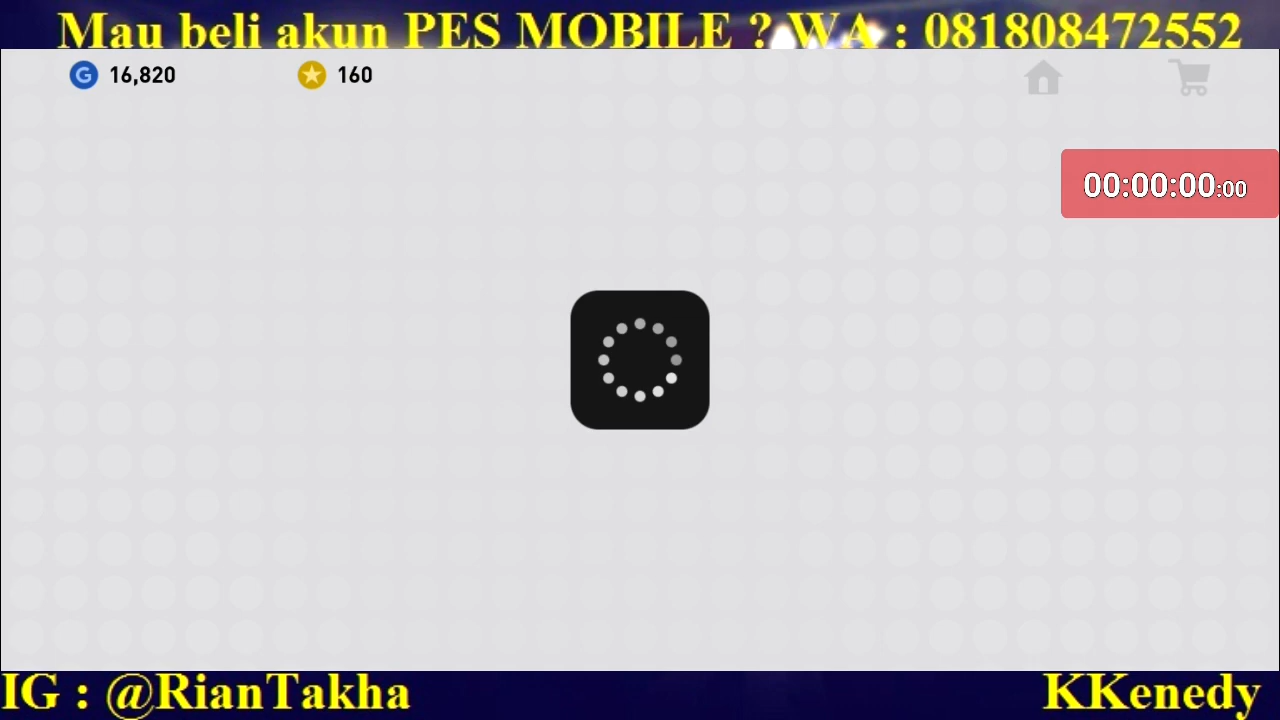 Mau beli akun PES MOBILE ? WA : 081808472552
G 16,820 160
00:00:00:00
IG : @RianTakha KKenedy